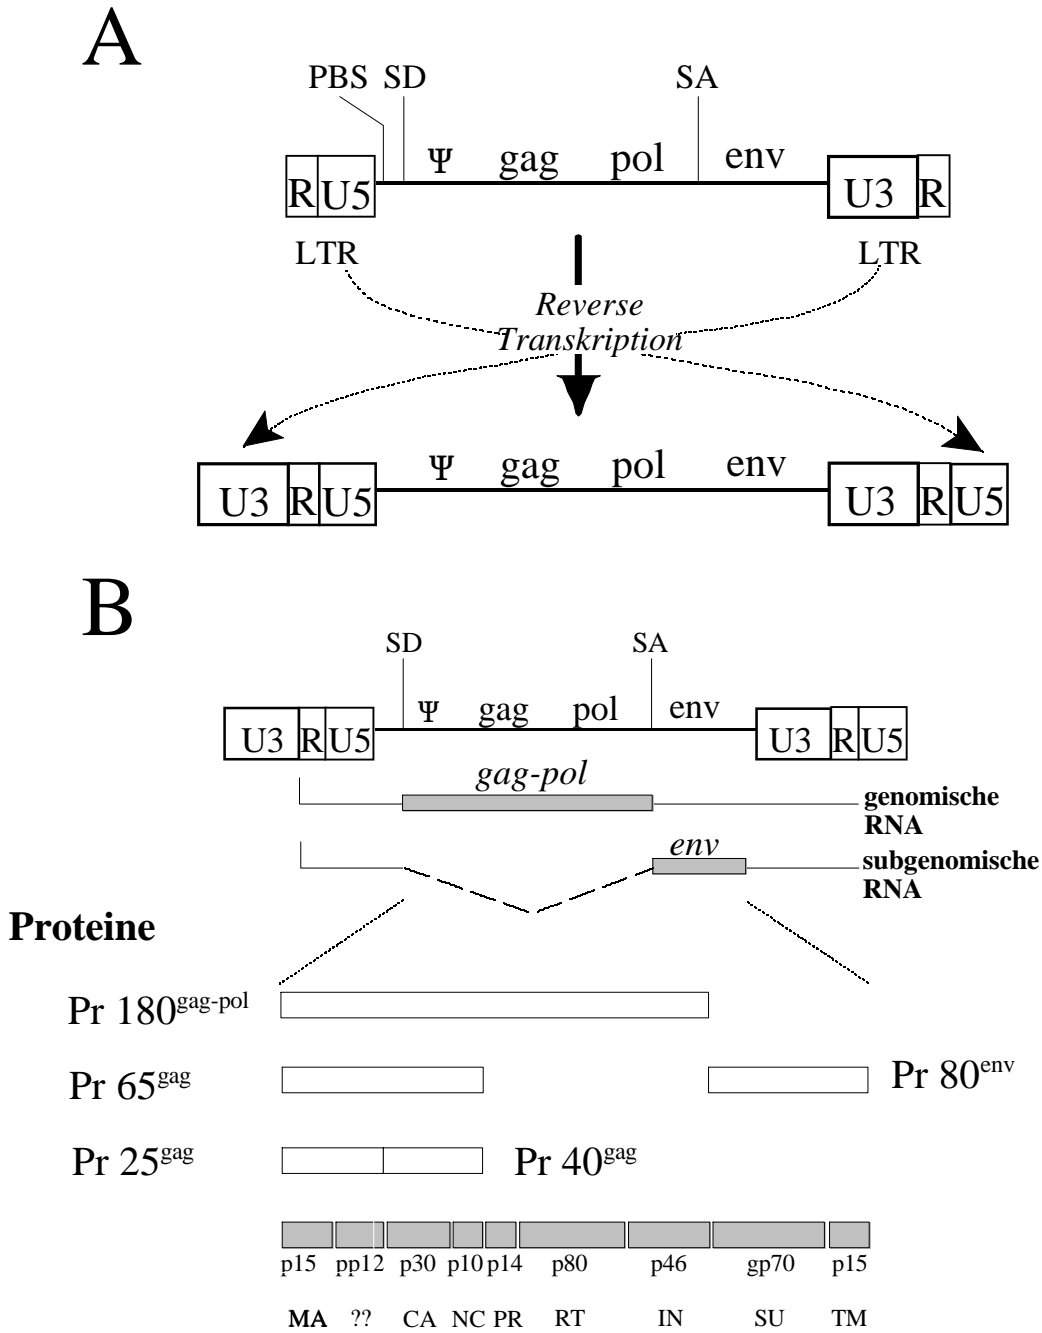 A
PBS SD SA
Ψ gag pol env
R U5 U3 R
LTR LTR
Reverse
Transkription
Ψ gag pol env
U3 R U5 U3 R U5
B
SD SA
Ψ gag pol env
U3 R U5 U3 R U5
gag-pol
genomische
RNA
env
subgenomische
RNA
Proteine
Pr 180gag-pol
Pr 65gag Pr 80env
Pr 25gag Pr 40gag
p15 pp12 p30 p10 p14 p80 p46 gp70 p15
MA ?? CA NC PR RT IN SU TM